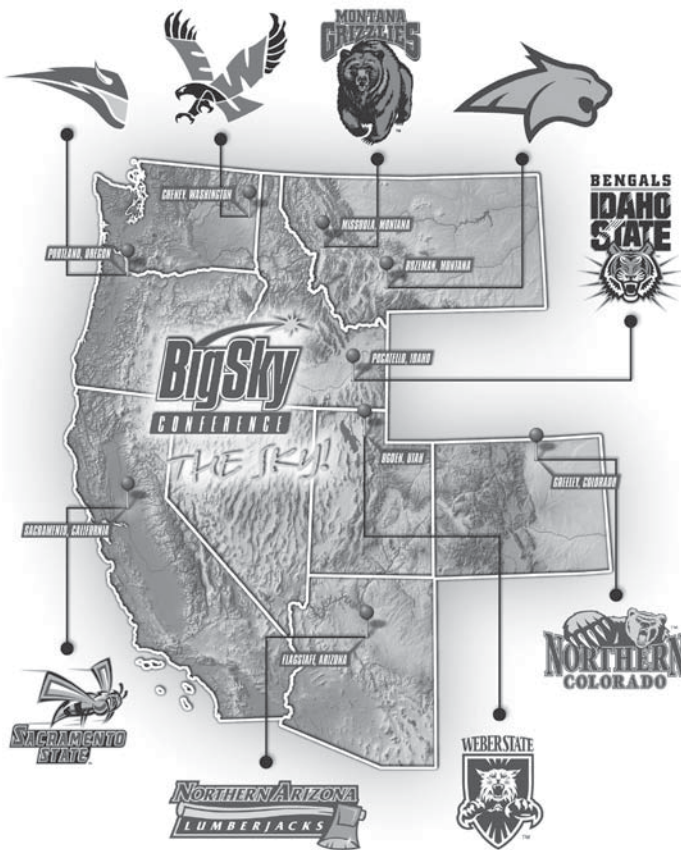 MONTANA
GRIZZLIES
EWU
BENGALS
IDAHO
STATE
CHENEY, WASHINGTON
MISSOULA, MONTANA
PORTLAND, OREGON
BOZEMAN, MONTANA
BigSky
CONFERENCE
THE SKY!
POCATELLO, IDAHO
OGDEN, UTAH
GREELEY, COLORADO
SACRAMENTO, CALIFORNIA
FLAGSTAFF, ARIZONA
NORTHERN
COLORADO
SACRAMENTO
STATE
WEBER STATE
NORTHERN ARIZONA
LUMBERJACKS